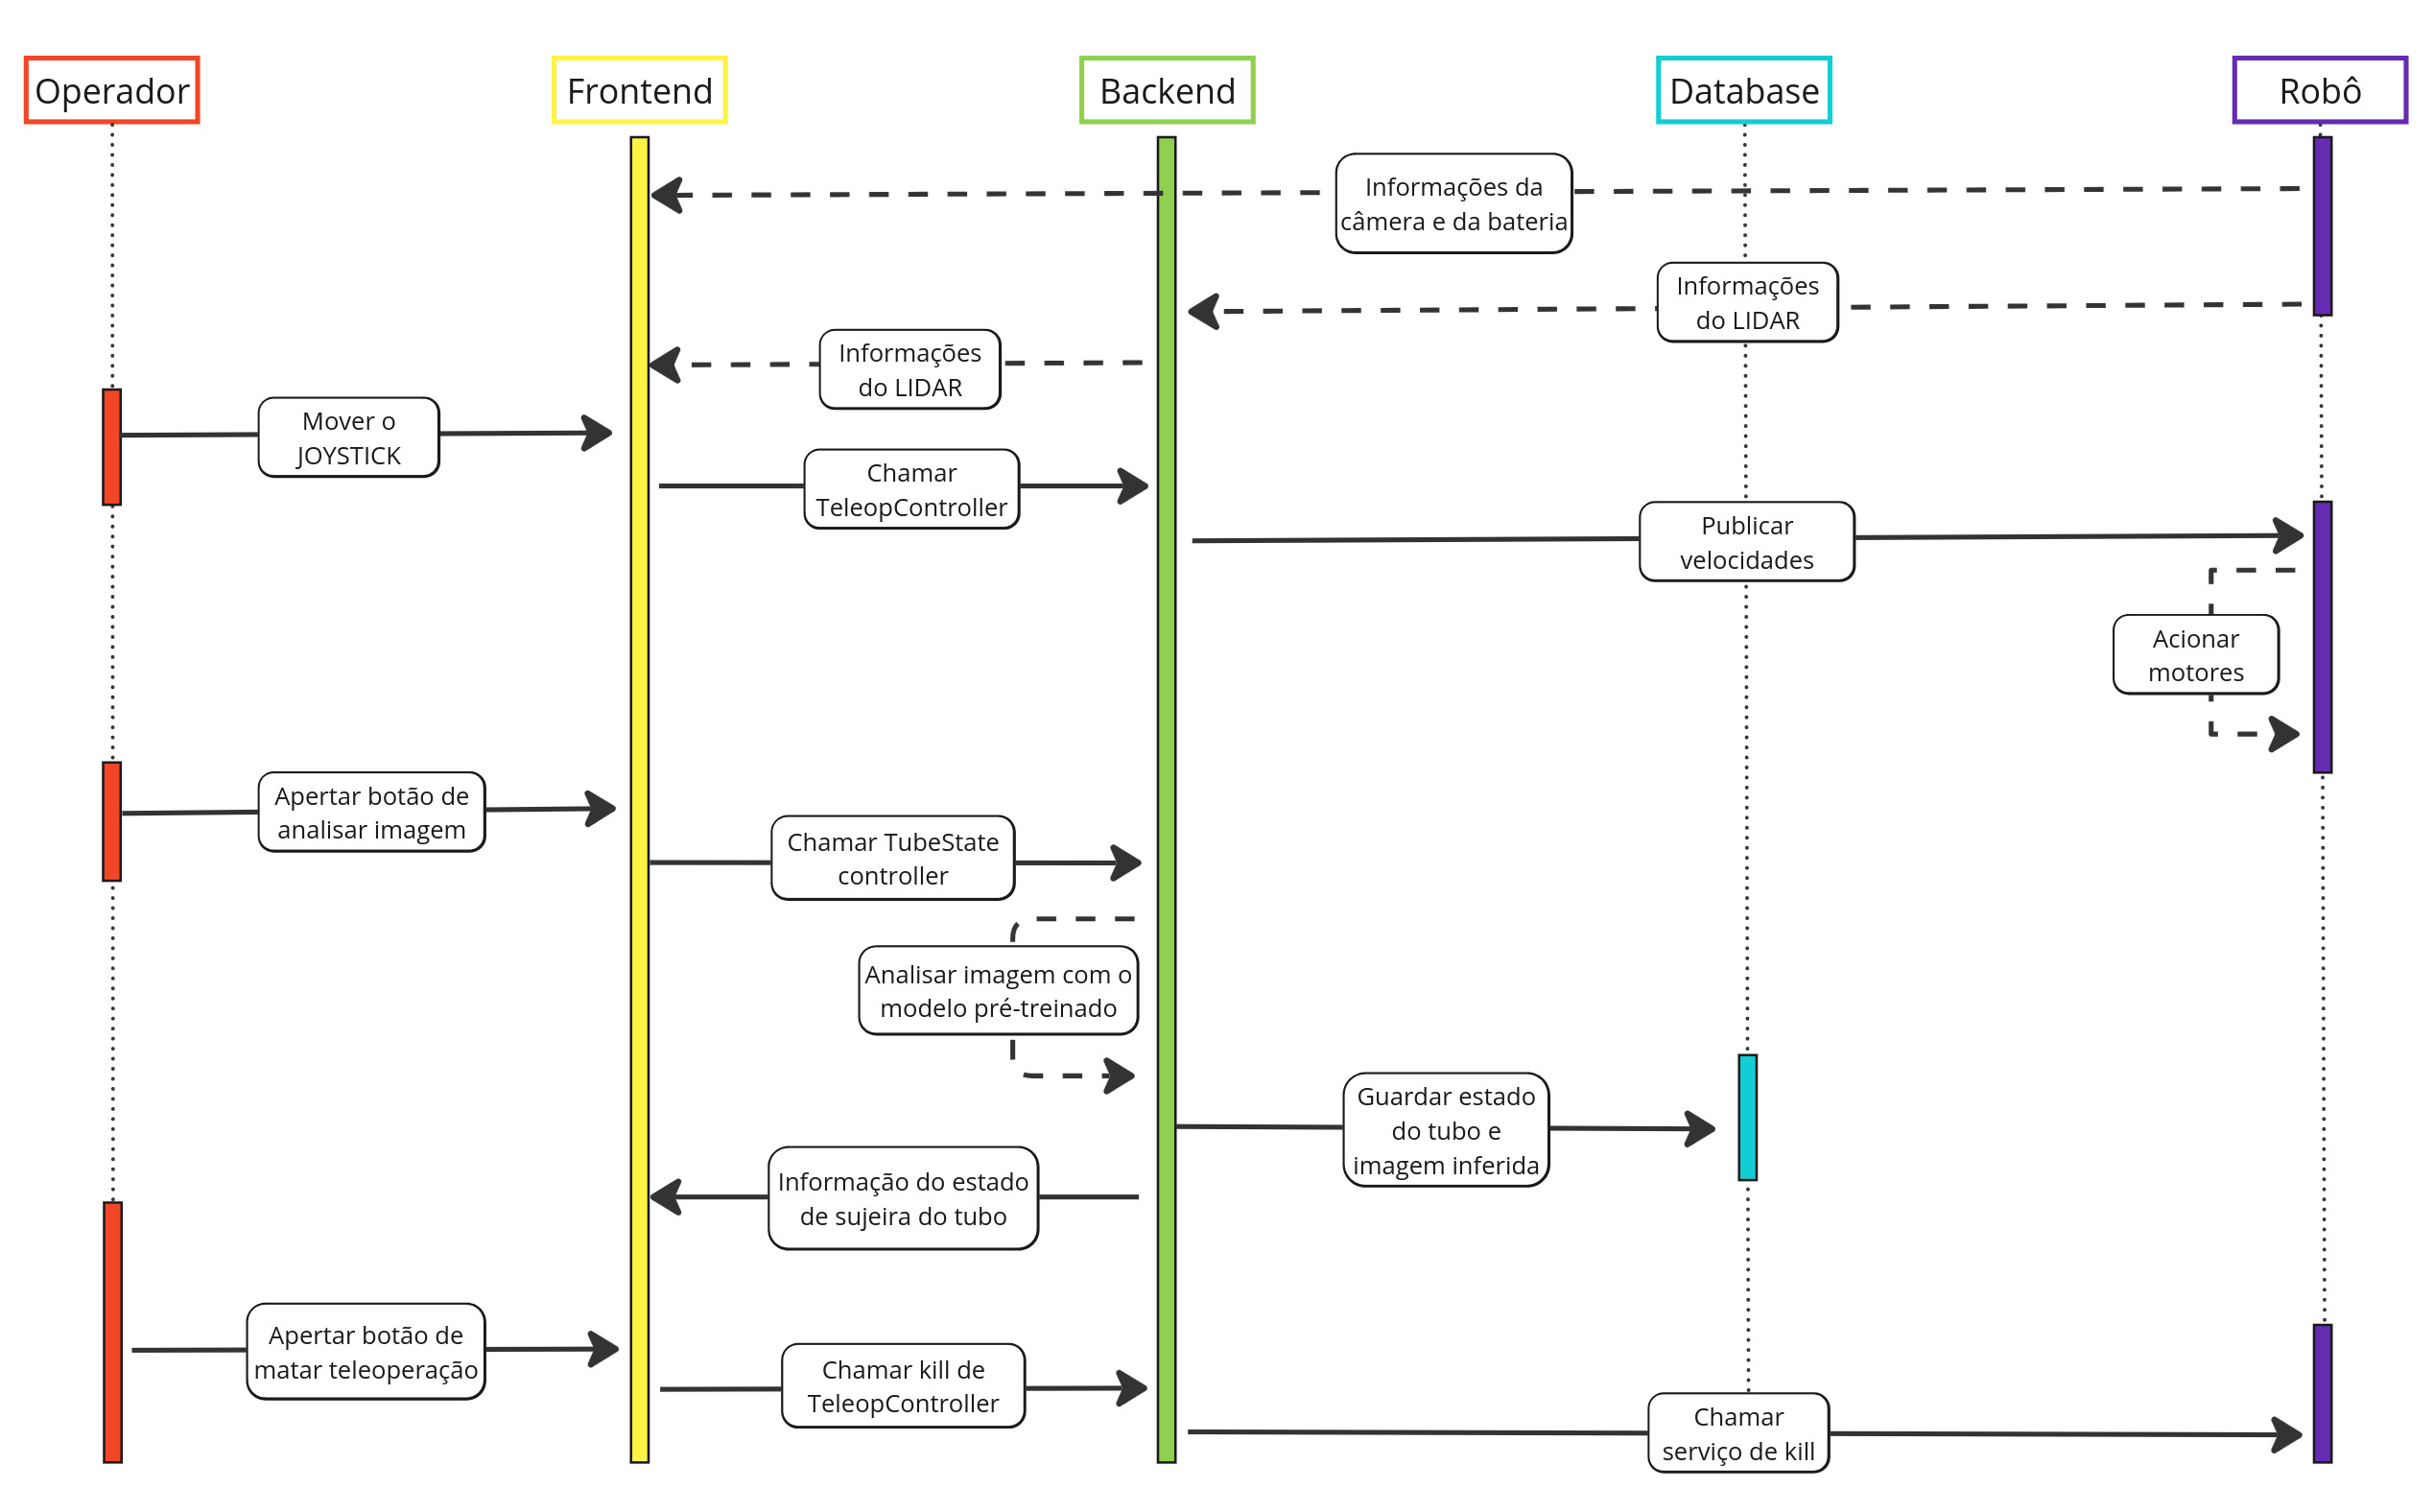 Operador
Frontend
Backend
Database
Robô
Informações da
câmera e da bateria
Informações
do LIDAR
Informações
do LIDAR
Mover o
JOYSTICK
Chamar
TeleopController
Publicar
velocidades
Acionar
motores
Apertar botão de
analisar imagem
Chamar TubeState
controller
Analisar imagem com o
modelo pré-treinado
Guardar estado
do tubo e
imagem inferida
Informação do estado
de sujeira do tubo
Apertar botão de
matar teleoperação
Chamar kill de
TeleopController
Chamar
serviço de kill